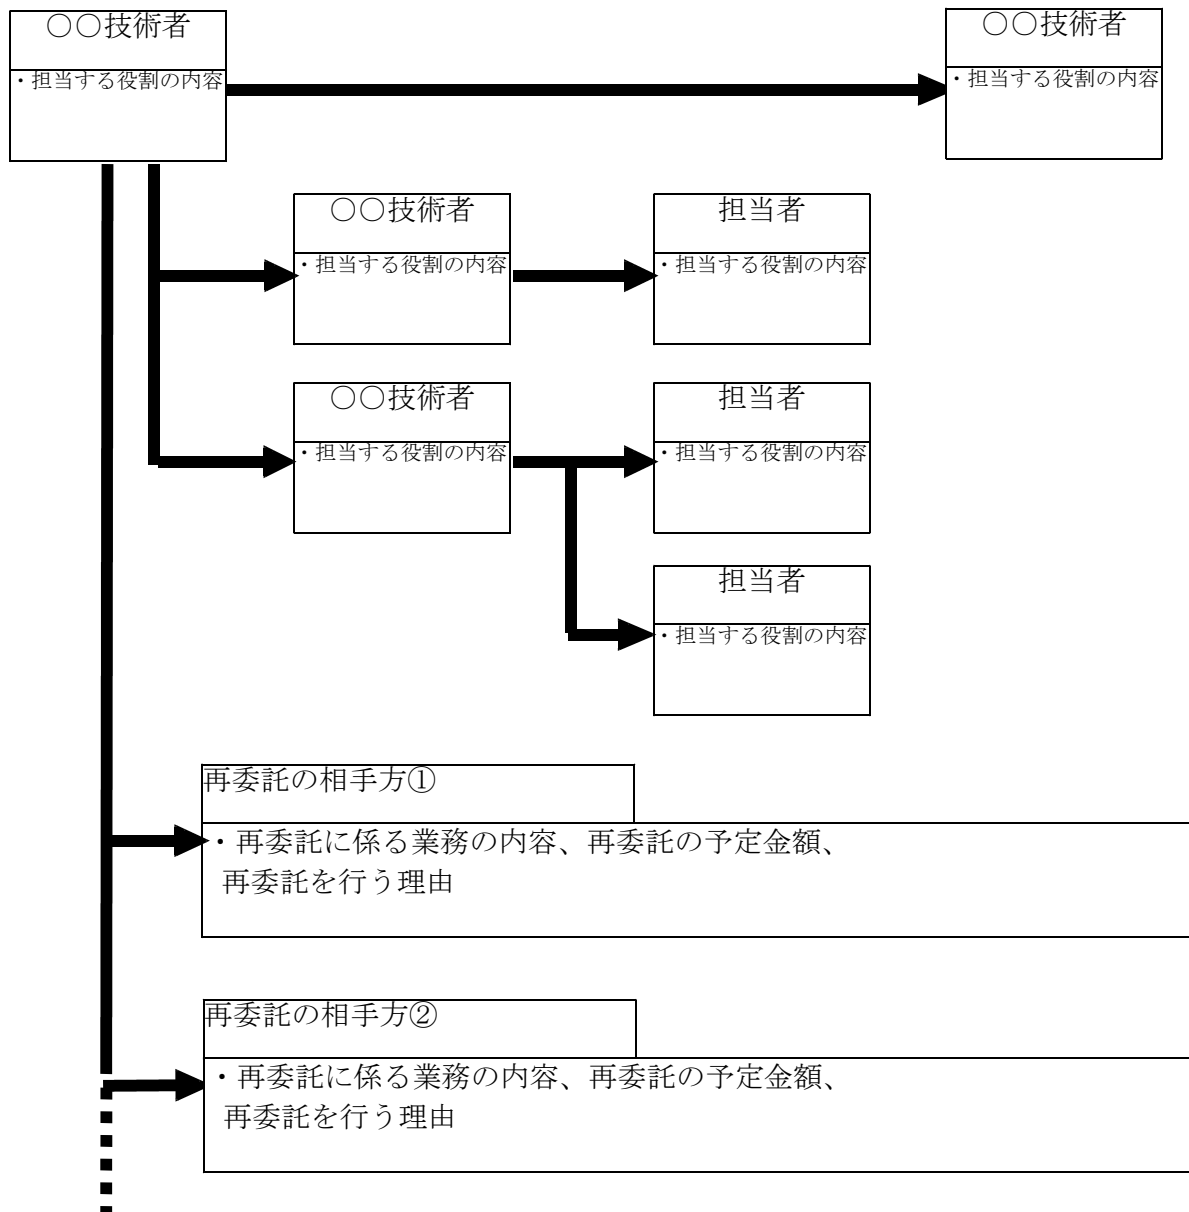 ○○技術者
・担当する役割の内容
○○技術者
・担当する役割の内容
○○技術者
・担当する役割の内容
担当者
・担当する役割の内容
○○技術者
・担当する役割の内容
担当者
・担当する役割の内容
担当者
・担当する役割の内容
再委託の相手方①
・再委託に係る業務の内容、再委託の予定金額、
再委託を行う理由
再委託の相手方②
・再委託に係る業務の内容、再委託の予定金額、
再委託を行う理由